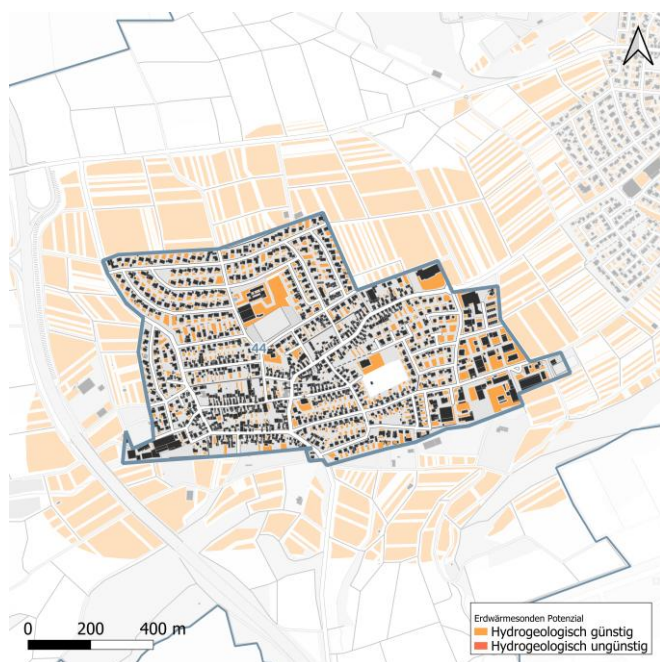 44
0 200 400 m
Erdwärmesonden Potenzial
Hydrogeologisch günstig
Hydrogeologisch ungünstig